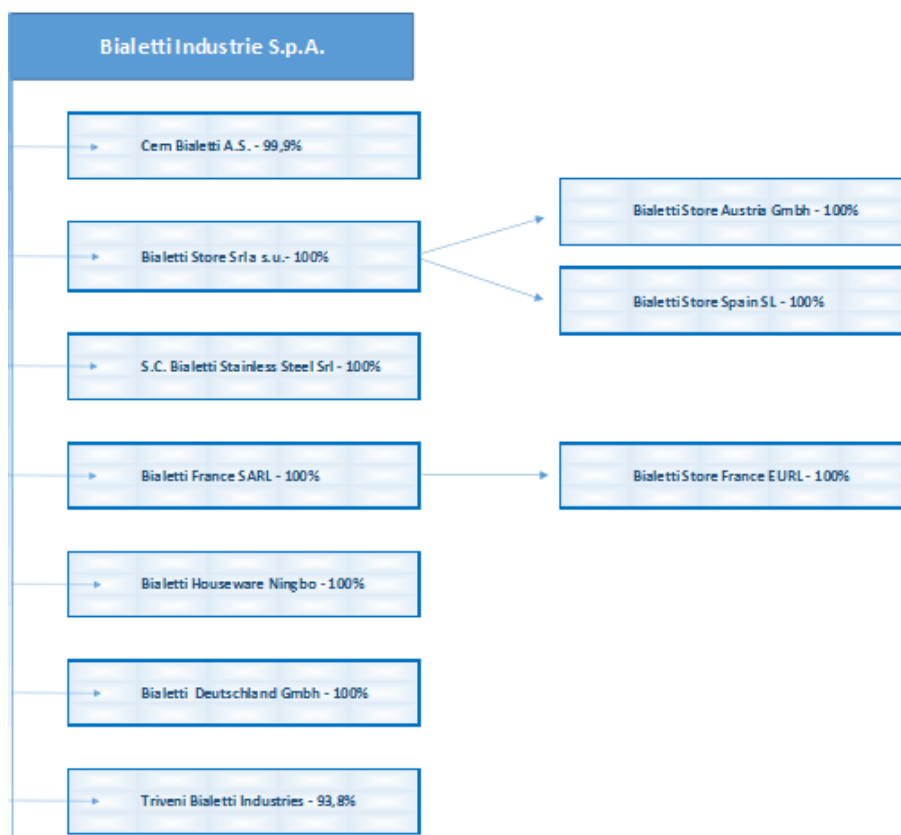 Bialetti Industrie S.p.A.
Cem Bialetti A.S. - 99,9%
Bialetti Store Austria Gmbh - 100%
Bialetti Store Srl a s.u.- 100%
Bialetti Store Spain SL - 100%
S.C. Bialetti Stainless Steel Srl - 100%
Bialetti France SARL - 100%
Bialetti Store France EURL - 100%
Bialetti Houseware Ningbo - 100%
Bialetti Deutschland Gmbh - 100%
Triveni Bialetti Industries - 93,8%